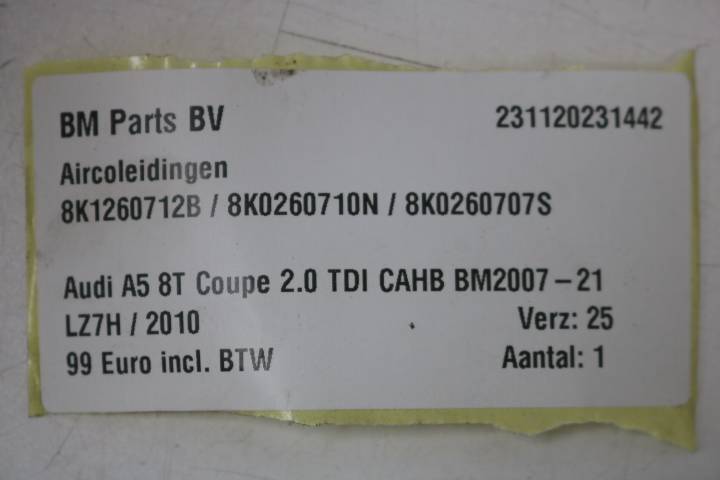 BM Parts BV 231120231442
Aircoleidingen
8K1260712B / 8K0260710N / 8K0260707S
Audi A5 8T Coupe 2.0 TDI CAHB BM2007-21
LZ7H / 2010 Verz: 25
99 Euro incl. BTW Aantal: 1